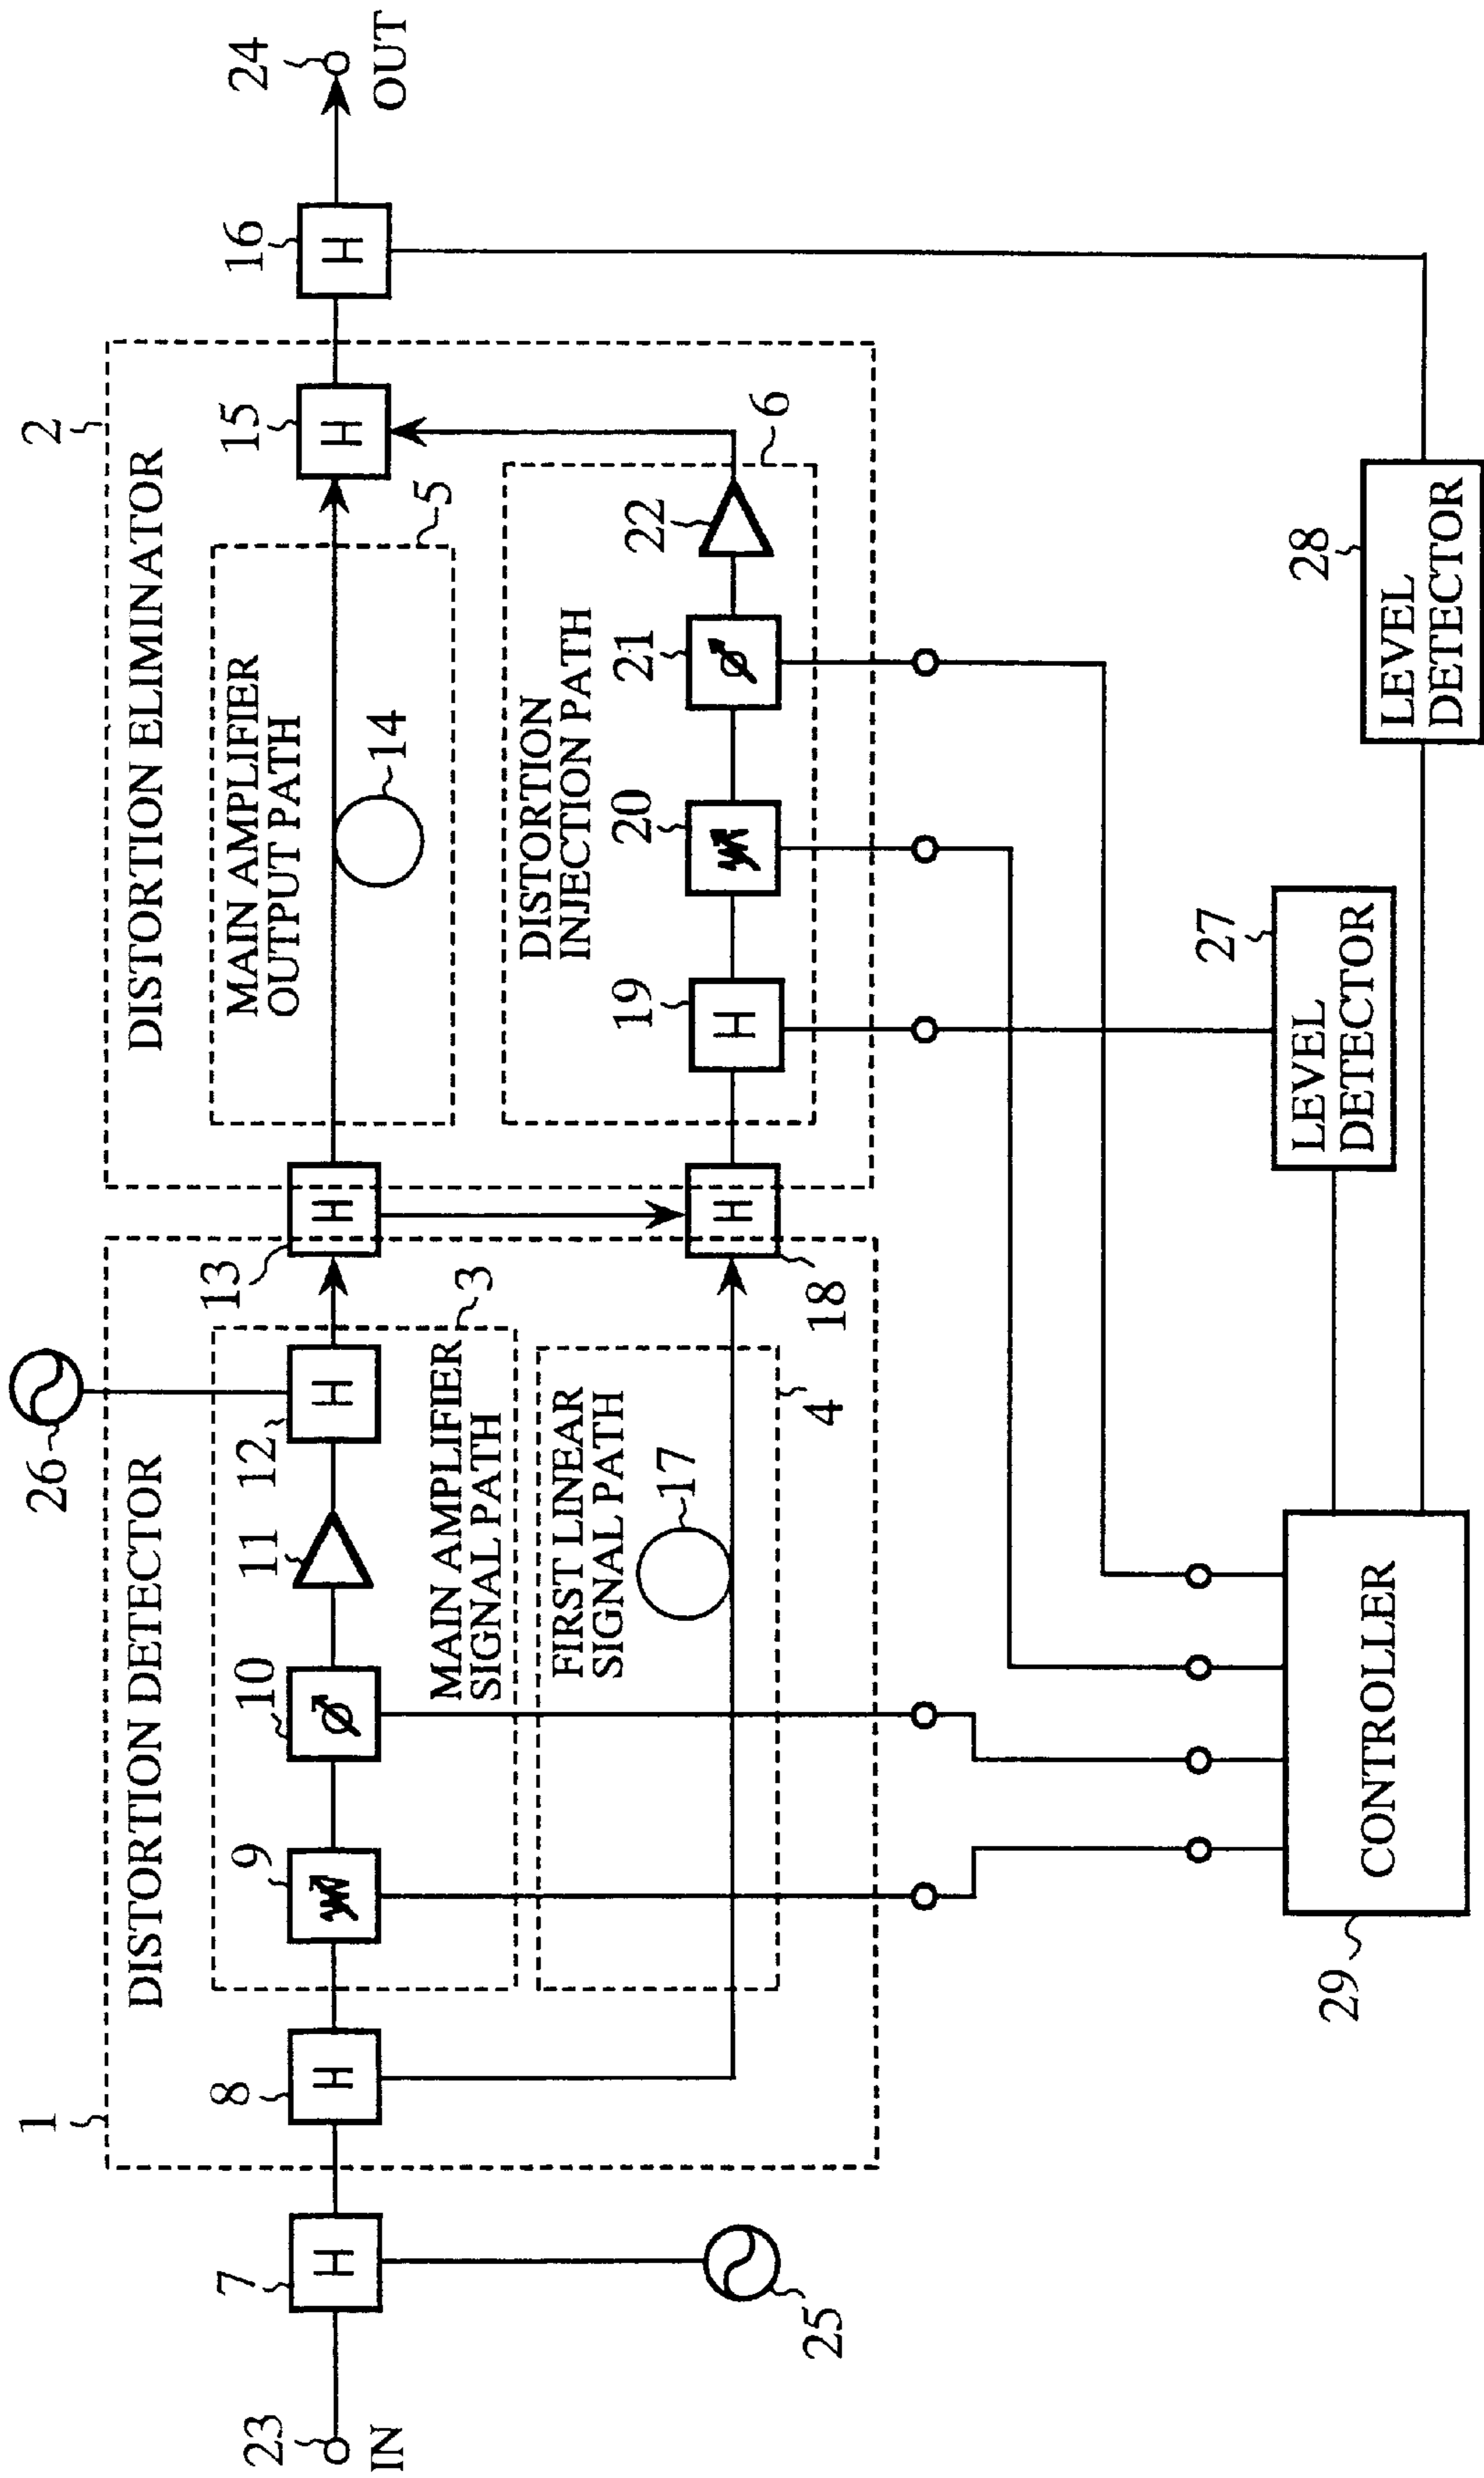 1
2
DISTORTION DETECTOR
DISTORTION ELIMINATOR
26
23
IN
7
H
25
8
H
9
10
11
12
H
3
MAIN AMPLIFIER
SIGNAL PATH
FIRST LINEAR
SIGNAL PATH
17
4
13
H
18
H
MAIN AMPLIFIER
OUTPUT PATH
14
5
DISTORTION
INJECTION PATH
19
H
20
21
22
6
15
H
16
H
24
OUT
27
LEVEL
DETECTOR
28
LEVEL
DETECTOR
29
CONTROLLER